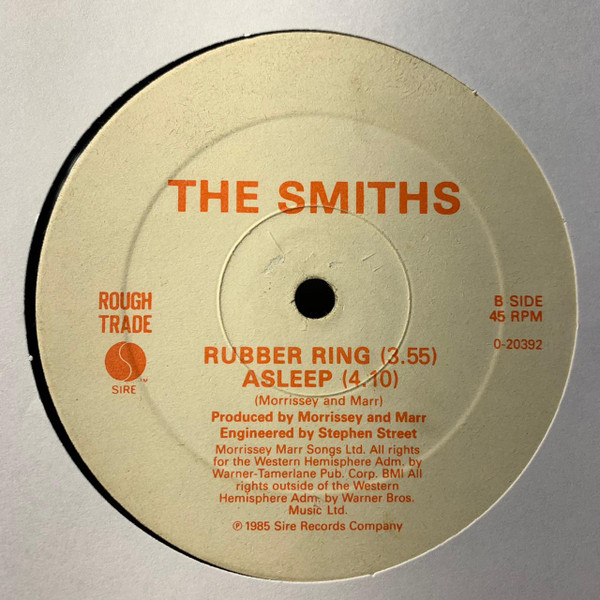 THE SMITHS
ROUGH
TRADE
SIRE ™
B SIDE
45 RPM
0-20392
RUBBER RING (3.55)
ASLEEP (4.10)
(Morrissey and Marr)
Produced by Morrissey and Marr
Engineered by Stephen Street
Morrissey Marr Songs Ltd. All rights
for the Western Hemisphere Adm. by
Warner-Tamerlane Pub. Corp. BMI All
rights outside of the Western
Hemisphere Adm. by Warner Bros.
Music Ltd.
℗ 1985 Sire Records Company